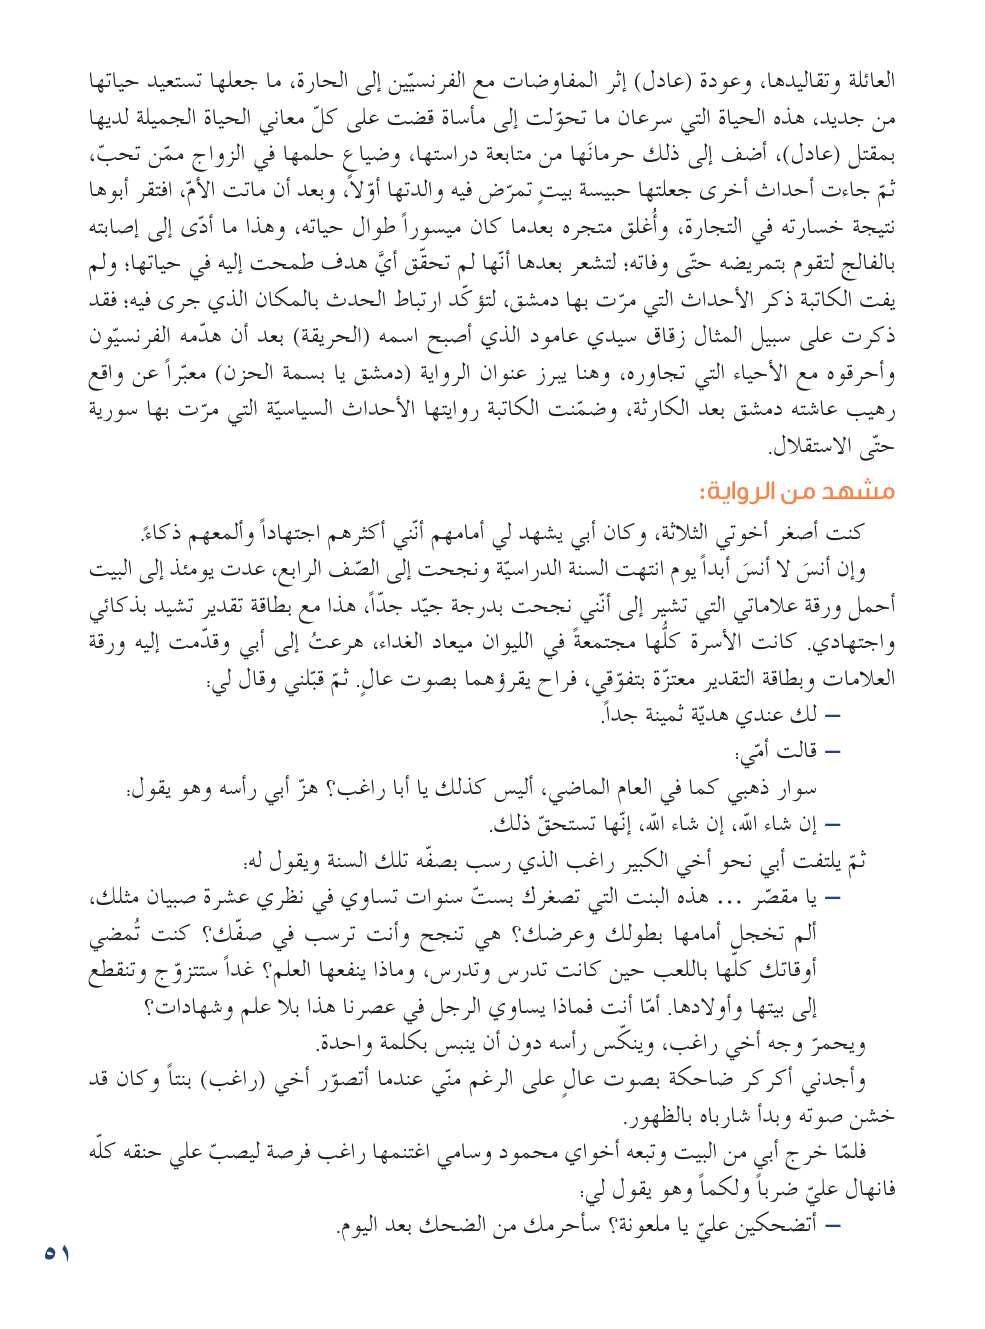 العائلة وتقاليدها، وعودة (عادل) إثر المفاوضات مع الفرنسيّين إلى الحارة، ما جعلها تستعيد حياتها
من جديد، هذه الحياة التي سرعان ما تحوّلت إلى مأساة قضت على كلّ معاني الحياة الجميلة لديها
بمقتل (عادل)، أضف إلى ذلك حرمانَها من متابعة دراستها، وضياعٍ حلمها في الزواج ممّن تحبّ،
ثمّ جاءت أحداث أخرى جعلتها حبيسة بيتٍ تمرّض فيه والدتها أوّلاً، وبعد أن ماتت الأمّ، افتقر أبوها
نتيجة خسارته في التجارة، وأُغلق متجره بعدما كان ميسوراً طوال حياته، وهذا ما أدّى إلى إصابته
بالفالج لتقوم بتمريضه حتّى وفاته؛ لتشعر بعدها أنّها لم تحقّق أيَّ هدف طمحت إليه في حياتها؛ ولم
يفت الكاتبة ذكر الأحداث التي مرّت بها دمشق، لتؤكّد ارتباط الحدث بالمكان الذي جرى فيه؛ فقد
ذكرت على سبيل المثال زقاق سيدي عامود الذي أصبح اسمه (الحريقة) بعد أن هدّمه الفرنسيّون
وأحرقوه مع الأحياء التي تجاوره، وهنا يبرز عنوان الرواية (دمشق يا بسمة الحزن) معبّراً عن واقع
رهيب عاشته دمشق بعد الكارثة، وضمّنت الكاتبة روايتها الأحداث السياسيّة التي مرّت بها سورية
حتّى الاستقلال.
مشهد من الرواية:
كنت أصغر أخوتي الثلاثة، وكان أبي يشهد لي أمامهم أنّني أكثرهم اجتهاداً وألمعهم ذكاءً.
وإن أنسَ لا أنسَ أبداً يوم انتهت السنة الدراسيّة ونجحت إلى الصّف الرابع، عدت يومئذ إلى البيت
أحمل ورقة علاماتي التي تشير إلى أنّني نجحت بدرجة جيّد جدّاً، هذا مع بطاقة تقدير تشيد بذكائي
واجتهادي. كانت الأسرة كلُّها مجتمعةً في الليوان ميعاد الغداء، هرعتُ إلى أبي وقدّمت إليه ورقة
العلامات وبطاقة التقدير معتزّة بتفوّقي، فراح يقرؤهما بصوت عالٍ. ثمّ قبّلني وقال لي:
– لك عندي هديّة ثمينة جداً.
– قالت أمّي:
سوار ذهبي كما في العام الماضي، أليس كذلك يا أبا راغب؟ هزّ أبي رأسه وهو يقول:
– إن شاء الله، إن شاء الله، إنّها تستحقّ ذلك.
ثمّ يلتفت أبي نحو أخي الكبير راغب الذي رسب بصفّه تلك السنة ويقول له:
– يا مقصّر ... هذه البنت التي تصغرك بستّ سنوات تساوي في نظري عشرة صبيان مثلك،
ألم تخجل أمامها بطولك وعرضك؟ هي تنجح وأنت ترسب في صفّك؟ كنت تُمضي
أوقاتك كلّها باللعب حين كانت تدرس وتدرس، وماذا ينفعها العلم؟ غداً ستتزوّج وتنقطع
إلى بيتها وأولادها. أمّا أنت فماذا يساوي الرجل في عصرنا هذا بلا علم وشهادات؟
ويحمرّ وجه أخي راغب، وينكّس رأسه دون أن ينبس بكلمة واحدة.
وأجدني أكركر ضاحكة بصوت عالٍ على الرغم منّي عندما أتصوّر أخي (راغب) بنتاً وكان قد
خشن صوته وبدأ شارباه بالظهور.
فلمّا خرج أبي من البيت وتبعه أخواي محمود وسامي اغتنمها راغب فرصة ليصبّ علي حنقه كلّه
فانهال عليّ ضرباً ولكماً وهو يقول لي:
– أتضحكين عليّ يا ملعونة؟ سأحرمك من الضحك بعد اليوم.
٥١